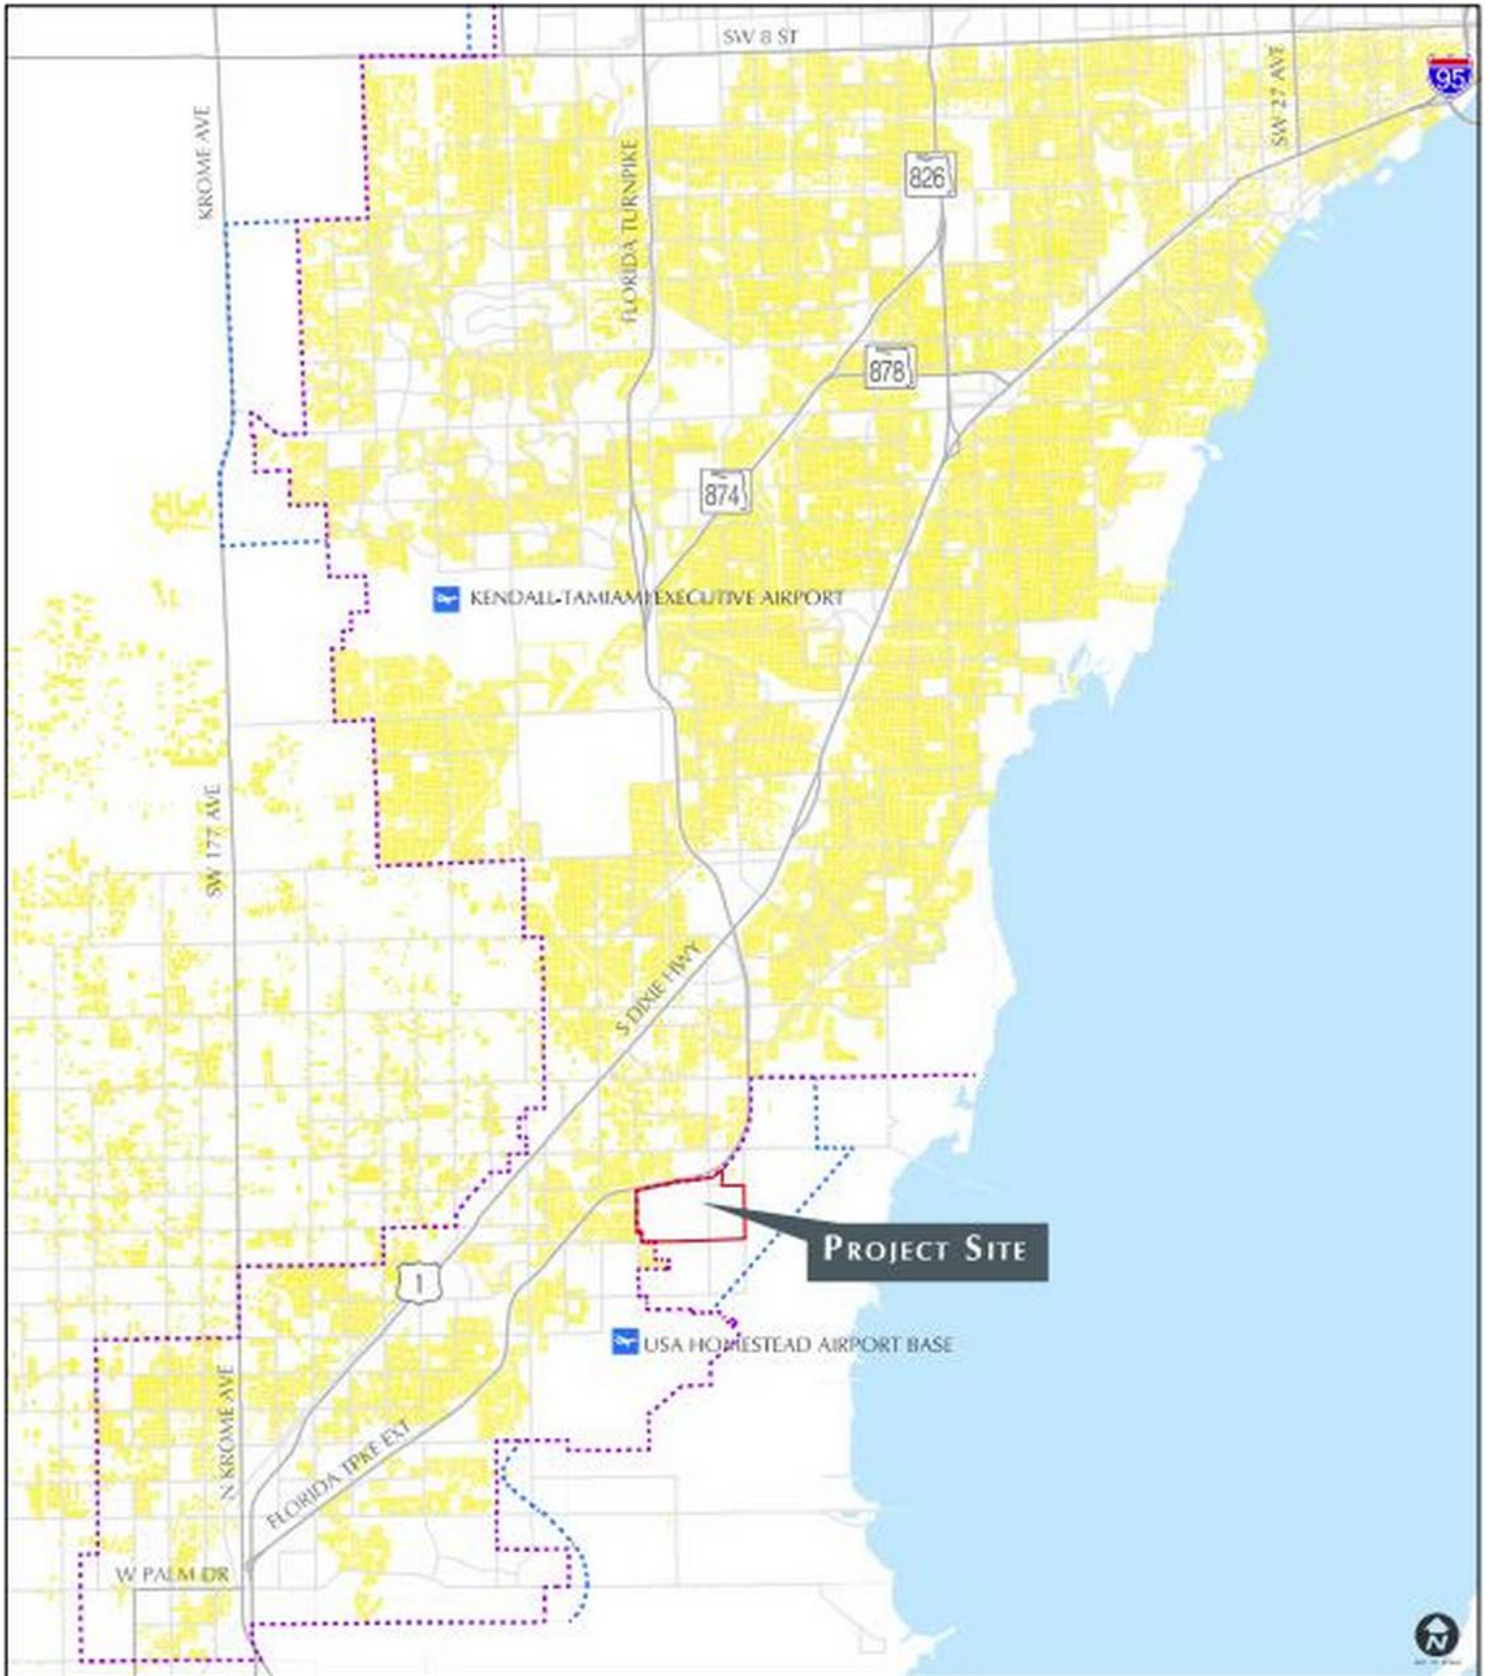 SW 8 ST
SW 27 AVE
95
KROME AVE
FLORIDA TURNPIKE
826
878
874
KENDALL-TAMIAMI EXECUTIVE AIRPORT
SW 177 AVE
S DIXIE HWY
PROJECT SITE
1
USA HOMESTEAD AIRPORT BASE
N KROME AVE
FLORIDA TPKE EXT
W PALM DR
N